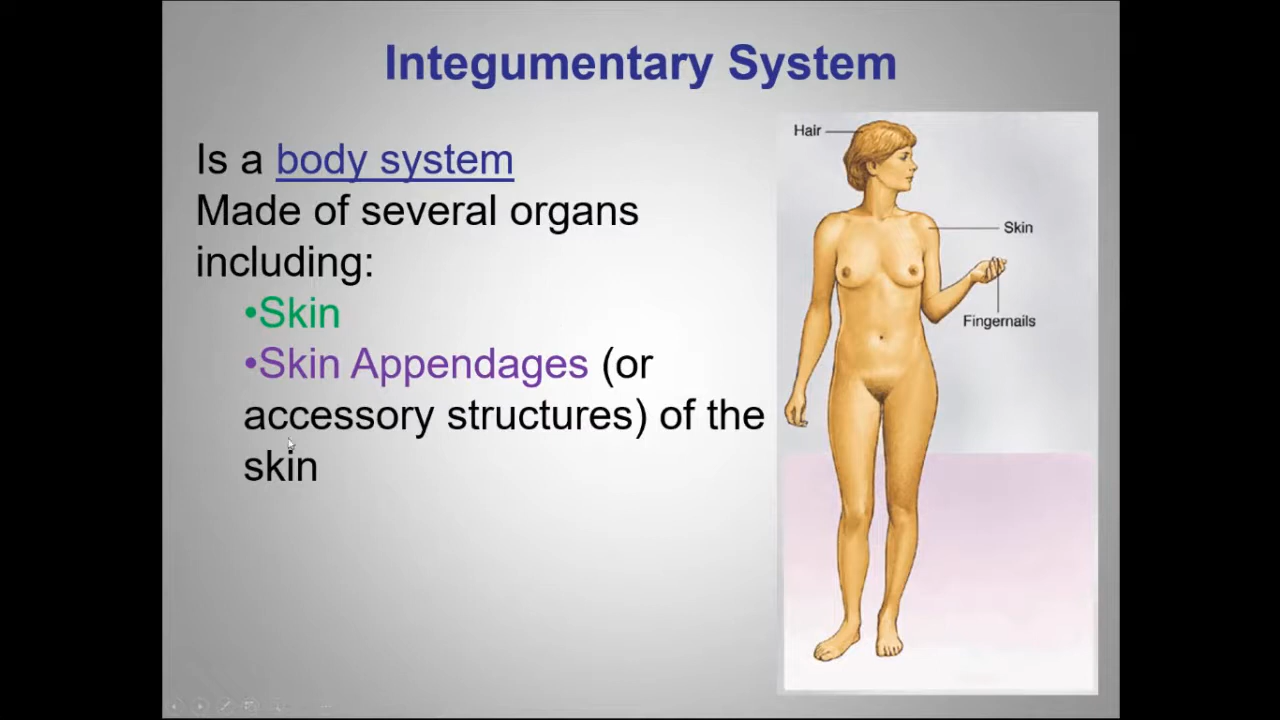 Integumentary System
Is a body system
Made of several organs
including:
•Skin
•Skin Appendages (or
accessory structures) of the
skin
Hair
Skin
Fingernails